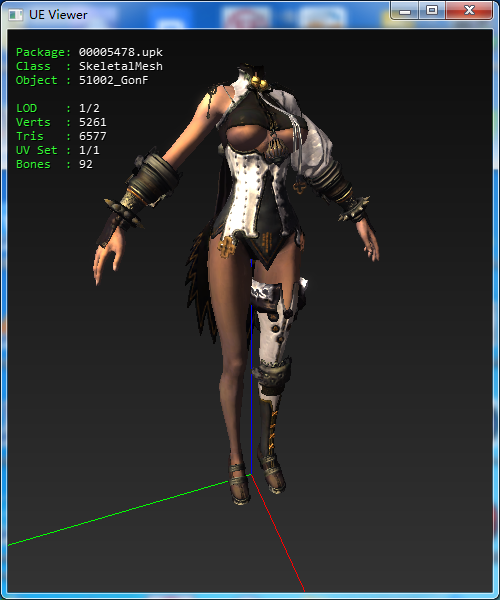 UE Viewer
Package: 00005478.upk
Class : SkeletalMesh
Object : 51002_GonF
LOD : 1/2
Verts : 5261
Tris : 6577
UV Set : 1/1
Bones : 92